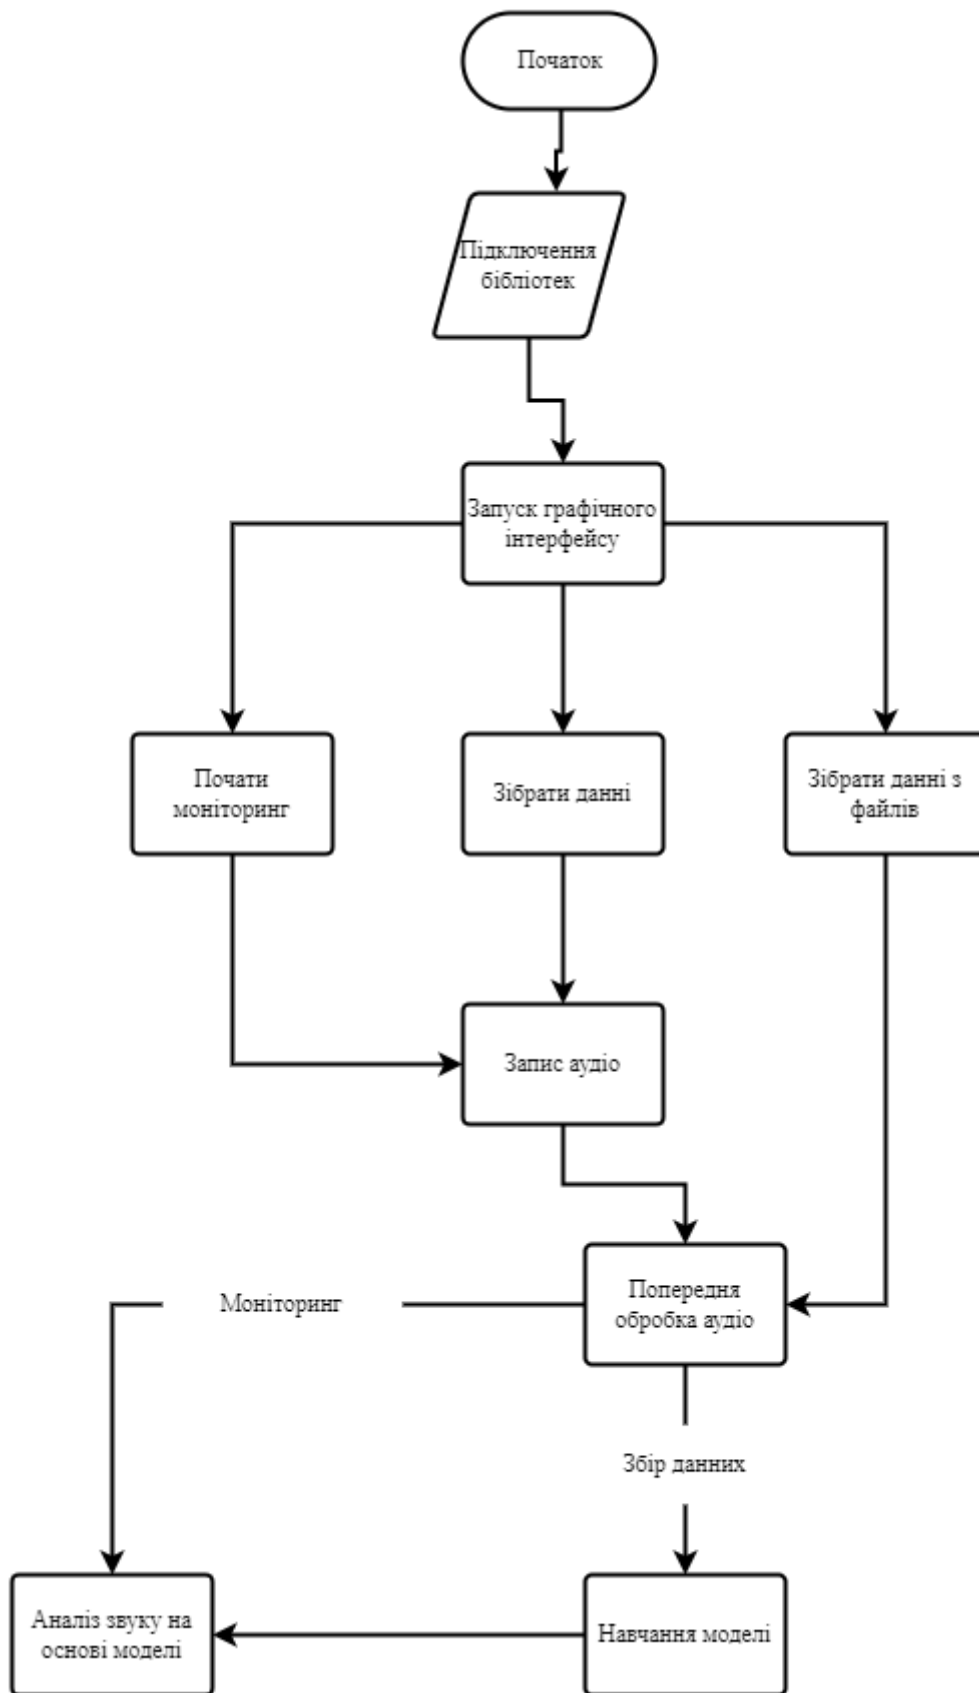 Початок
Підключення
бібліотек
Запуск графічного
інтерфейсу
Почати
моніторинг
Зібрати данні
Зібрати данні з
файлів
Запис аудіо
Попередня
обробка аудіо
Моніторинг
Збір данних
Аналіз звуку на
основі моделі
Навчання моделі